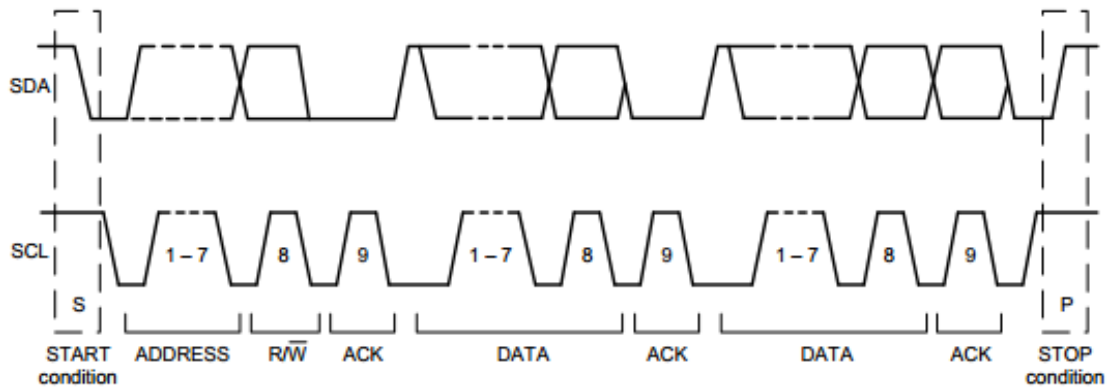 SDA
SCL
1 – 7
8
9
1 – 7
8
9
1 – 7
8
9
S
P
START
condition
ADDRESS
R/W̅
ACK
DATA
ACK
DATA
ACK
STOP
condition